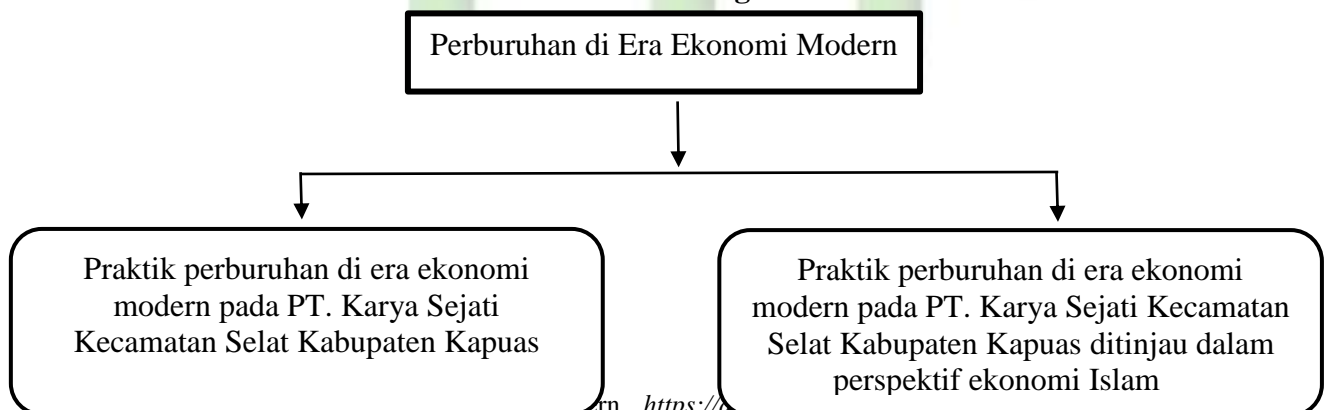 Perburuhan di Era Ekonomi Modern
Praktik perburuhan di era ekonomi
modern pada PT. Karya Sejati
Kecamatan Selat Kabupaten Kapuas
Praktik perburuhan di era ekonomi
modern pada PT. Karya Sejati Kecamatan
Selat Kabupaten Kapuas ditinjau dalam
perspektif ekonomi Islam
https://